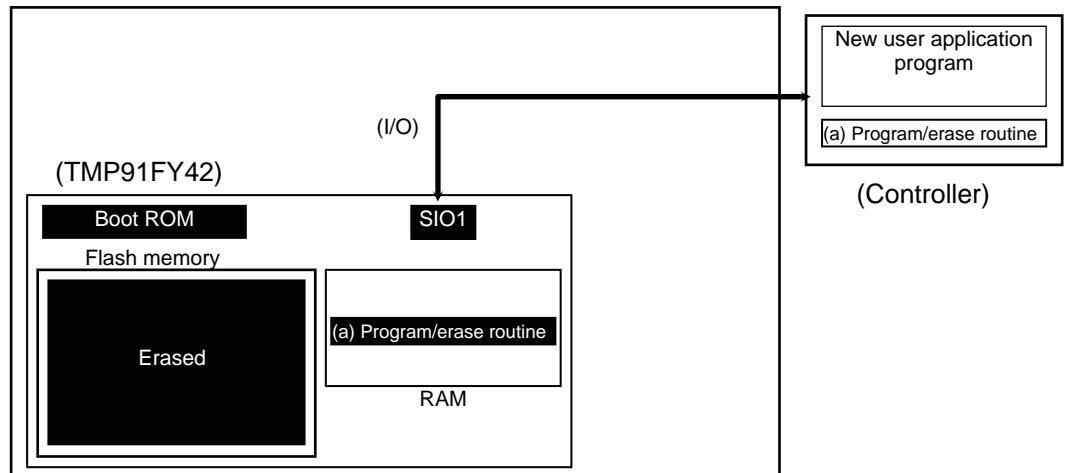 New user application
program
(I/O)
(a) Program/erase routine
(TMP91FY42)
(Controller)
Boot ROM
SIO1
Flash memory
(a) Program/erase routine
Erased
RAM